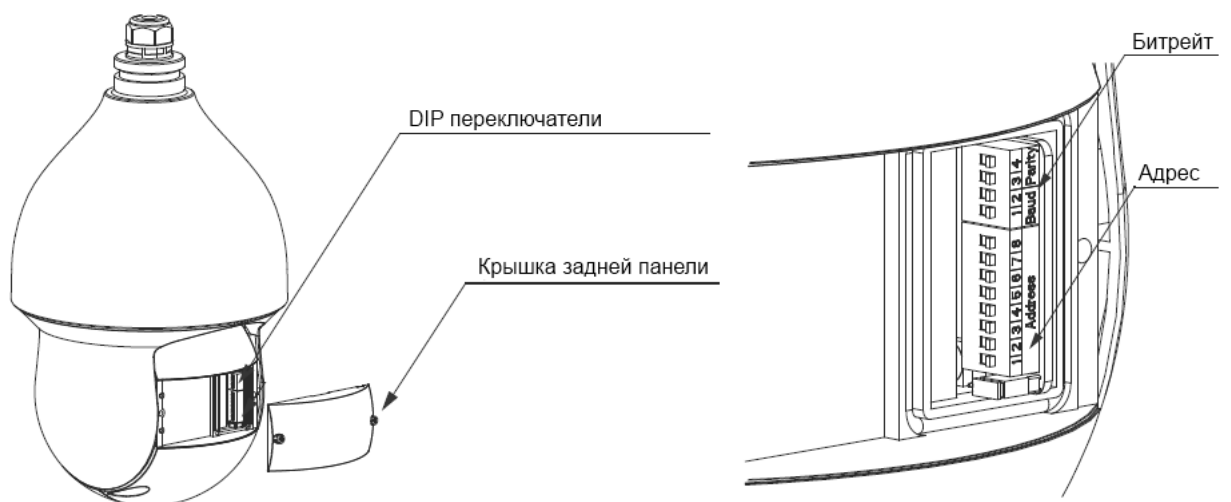 Битрейт
DIP переключатели
Адрес
Крышка задней панели
1 2 3 4
Baud Parity
1 2 3 4 5 6 7 8
Address